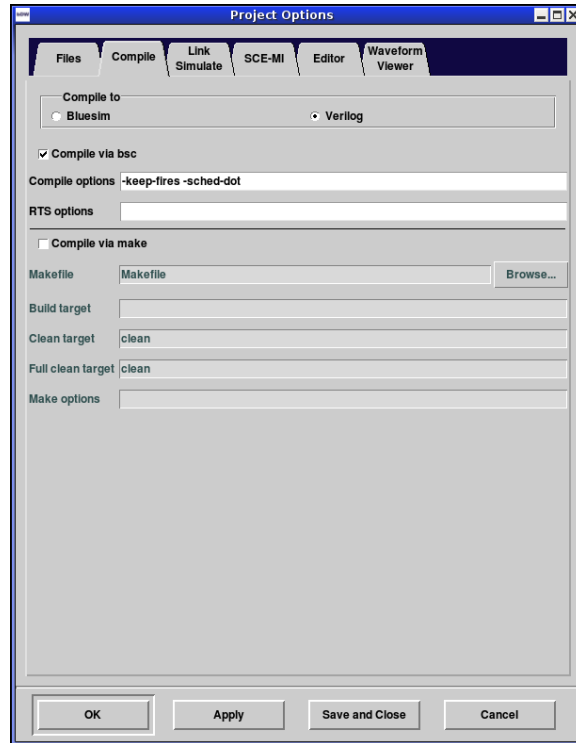 Project Options
Files
Compile
Link
Simulate
SCE-MI
Editor
Waveform
Viewer
Compile to
Bluesim
Verilog
Compile via bsc
Compile options -keep-fires -sched-dot
RTS options
Compile via make
Makefile Makefile Browse...
Build target
Clean target clean
Full clean target clean
Make options
OK Apply Save and Close Cancel